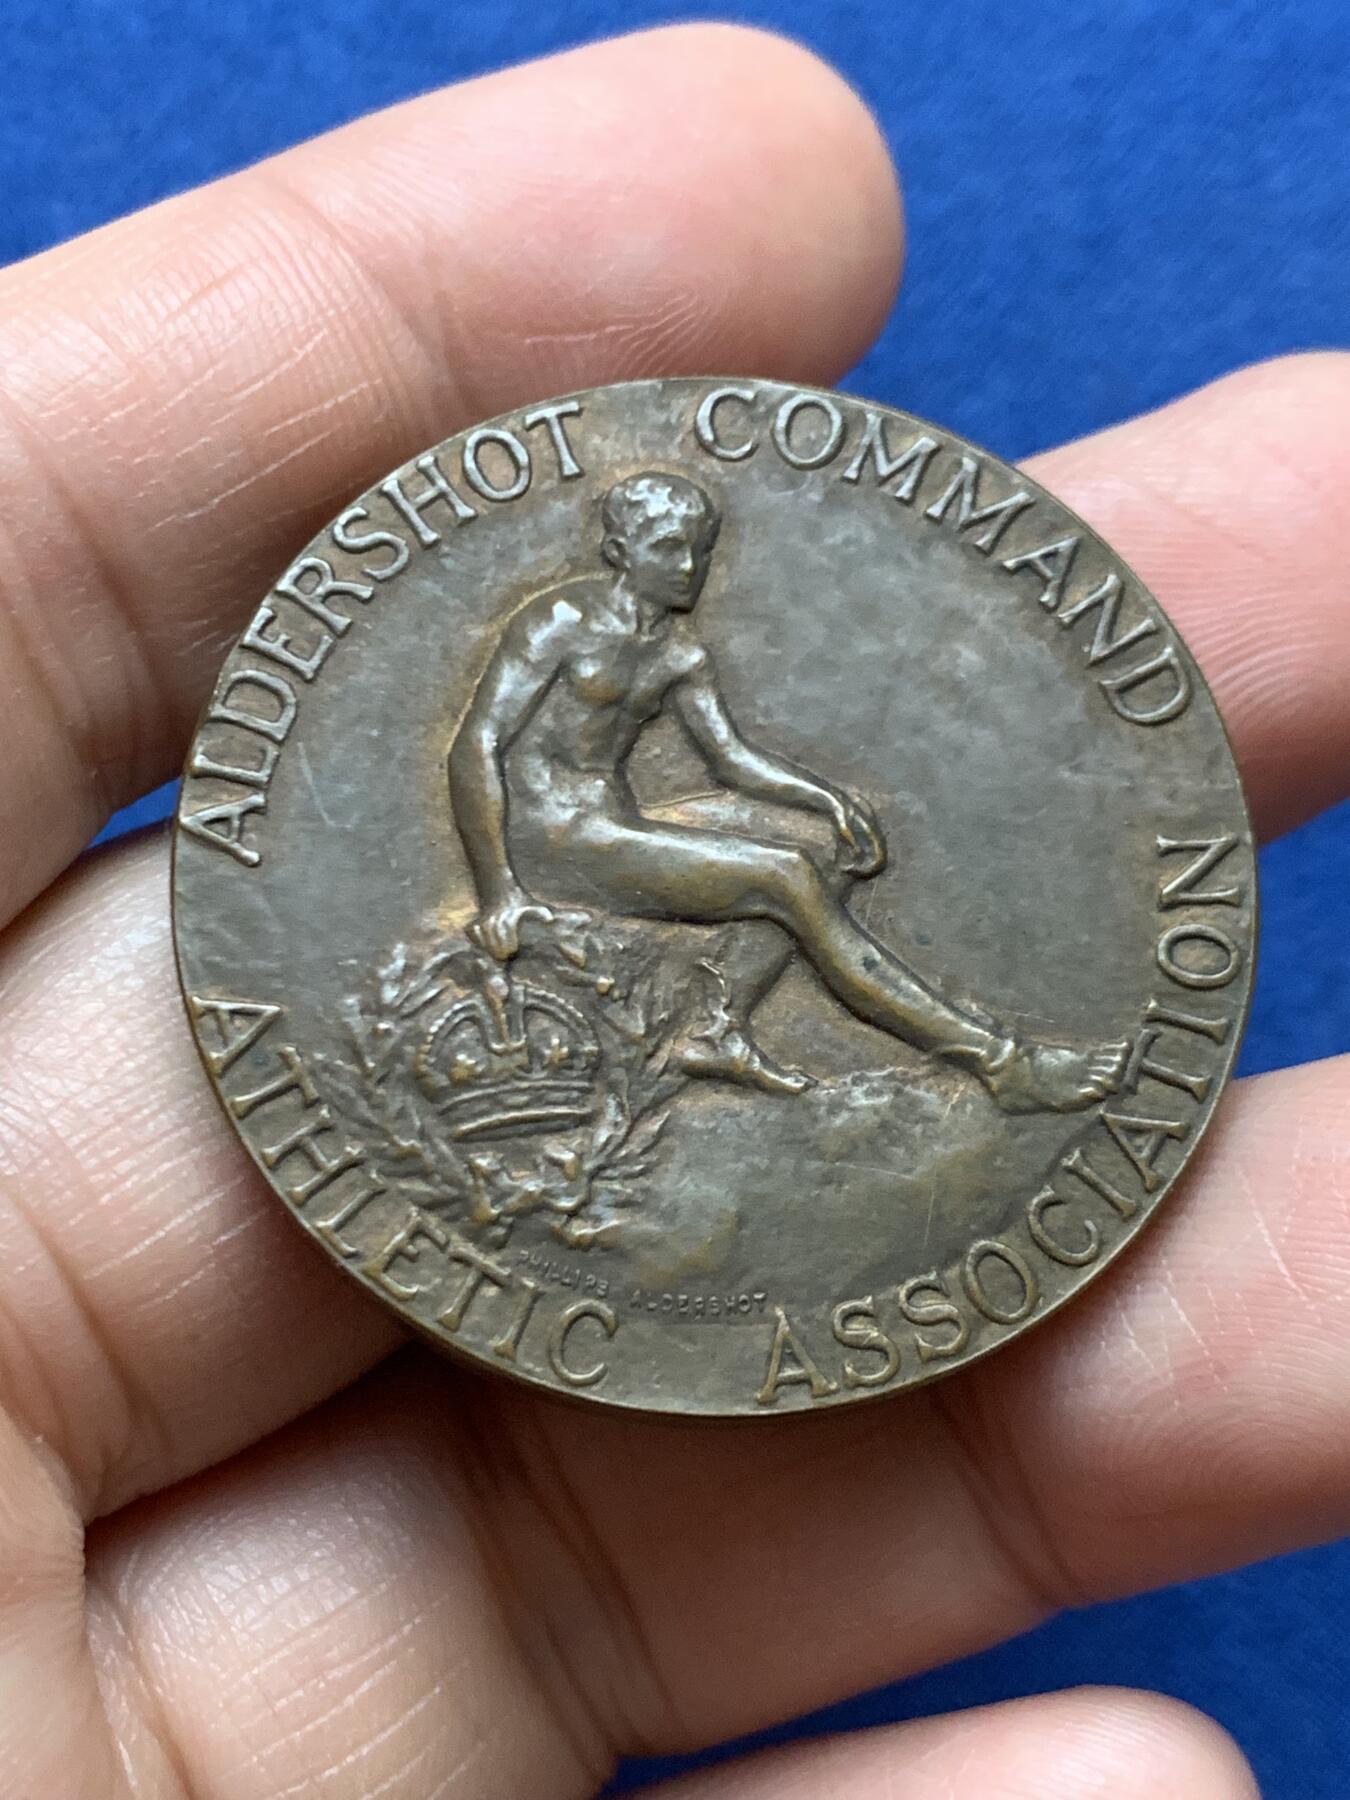 ALDERSHOT COMMAND
ATHLETIC ASSOCIATION
PHILLIPS ALDERSHOT